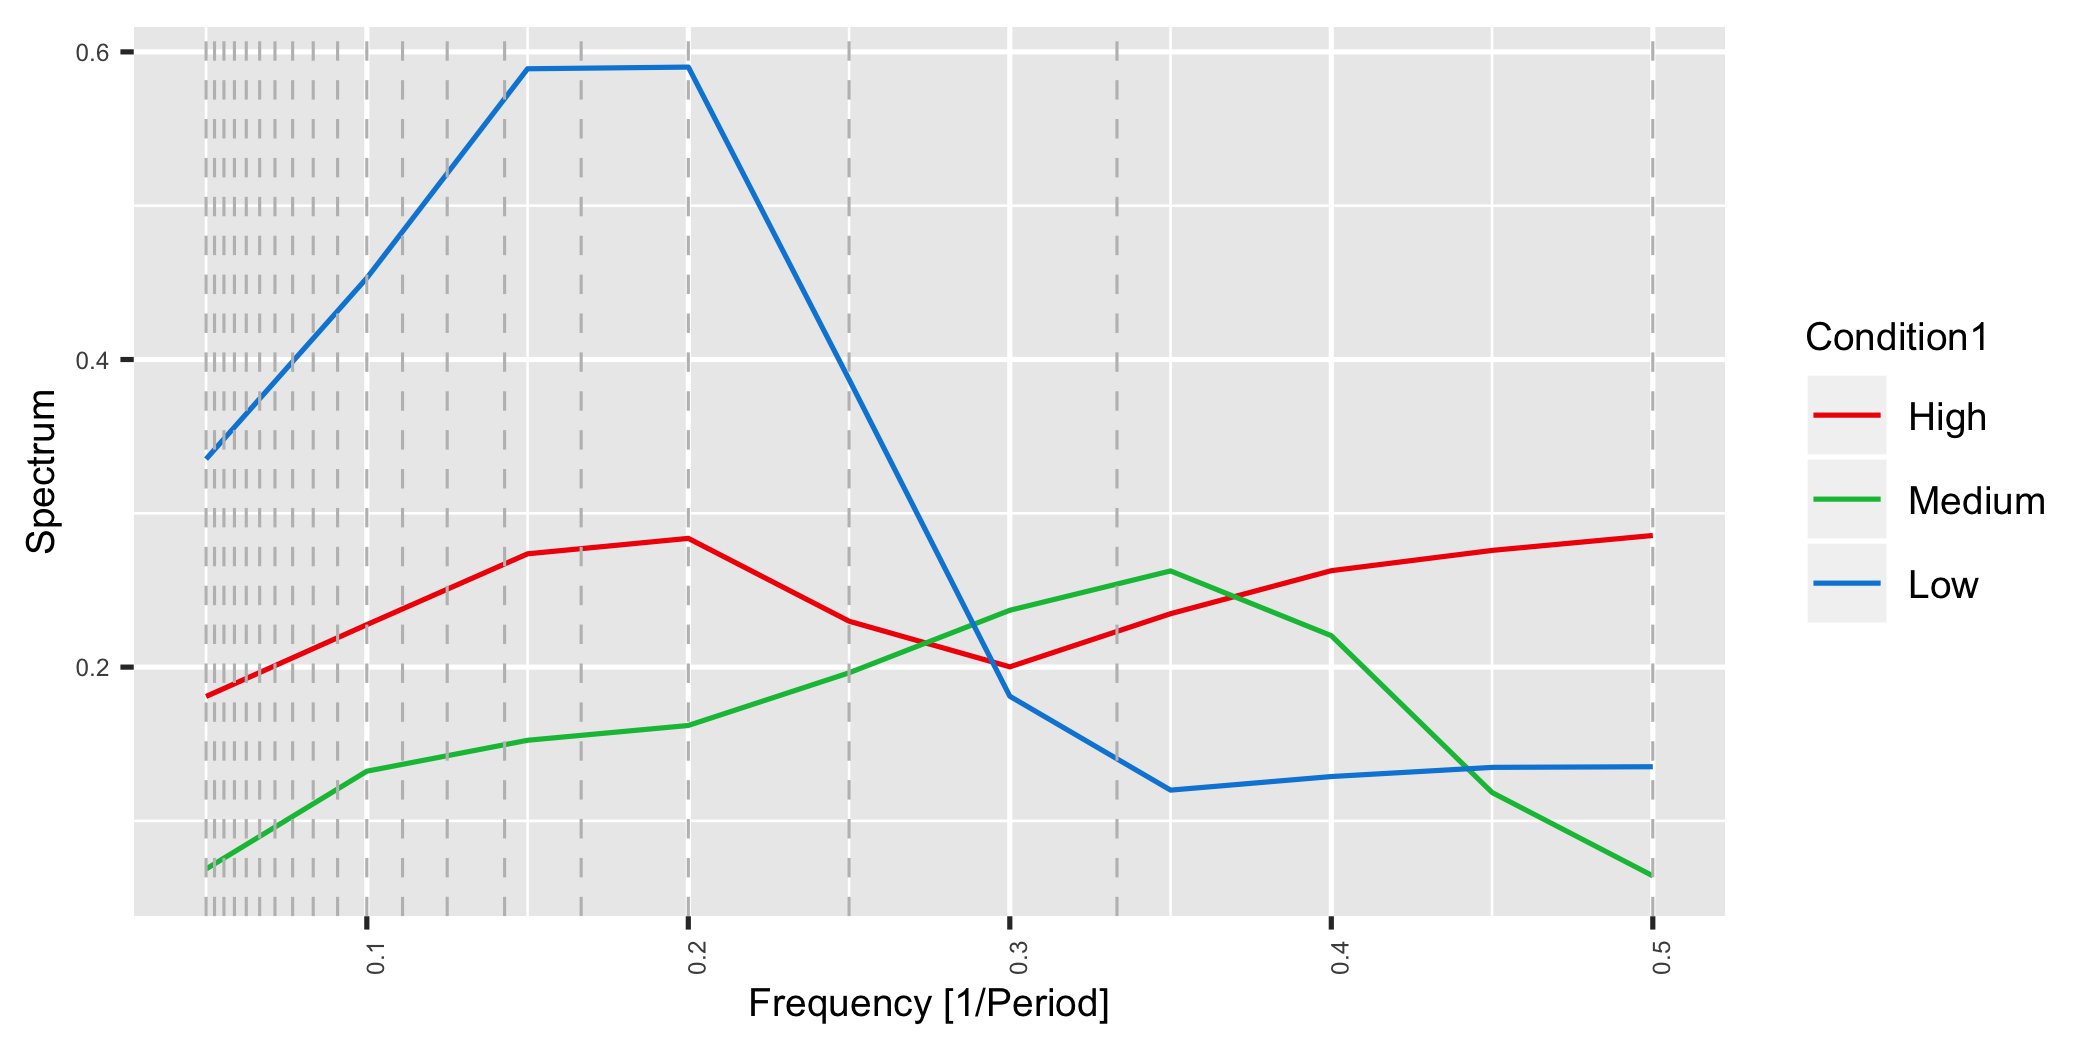 0.6
0.4
0.2
Spectrum
0.1
0.2
0.3
0.4
0.5
Frequency [1/Period]
Condition1
High
Medium
Low